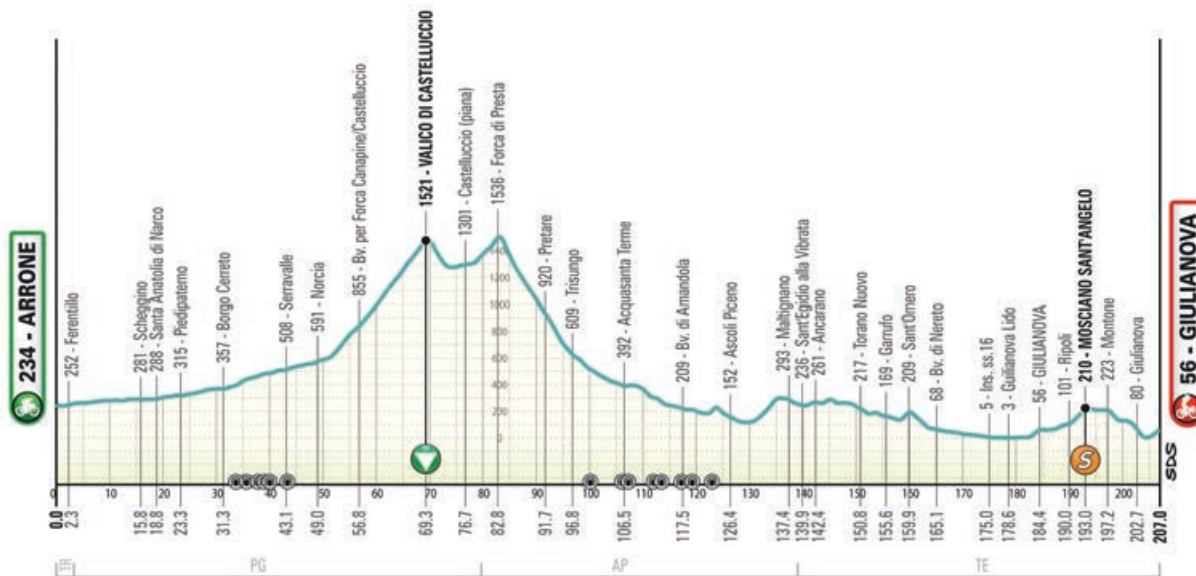 234 - ARRONE
252 - Ferentillo
281 - Scheggino
288 - Santa Anatolia di Narco
315 - Piedipaterno
357 - Borgo Cerreto
508 - Serravalle
591 - Norcia
855 - Bv. per Forca Canapine/Castelluccio
1521 - VALICO DI CASTELLUCCIO
1301 - Castelluccio (piana)
1536 - Forca di Presta
920 - Pretare
609 - Trisungo
392 - Acquasanta Terme
209 - Bv. di Amandola
152 - Ascoli Piceno
293 - Maltignano
236 - Sant'Egidio alla Vibrata
261 - Ancarano
217 - Torano Nuovo
169 - Garrufo
209 - Sant'Omero
68 - Bv. di Nereto
5 - Ins. ss.16
3 - Guilianova Lido
56 - GIULIANOVA
101 - Ripoli
210 - MOSCIANO SANT'ANGELO
223 - Montone
80 - Giulianova
56 - GIULIANOVA
1400
1200
1000
800
600
400
200
0
S
SDS
0 10 20 30 40 50 60 70 80 90 100 110 120 130 140 150 150 170 180 190 200
0.0 2.3 15.8 18.8 23.3 31.3 43.1 49.0 56.8 69.3 76.7 82.8 91.7 96.8 106.5 117.5 126.4 137.4 139.9 142.4 150.8 155.6 159.9 165.1 175.0 178.6 184.4 190.0 193.0 197.2 202.7 207.0
TR PG AP TE